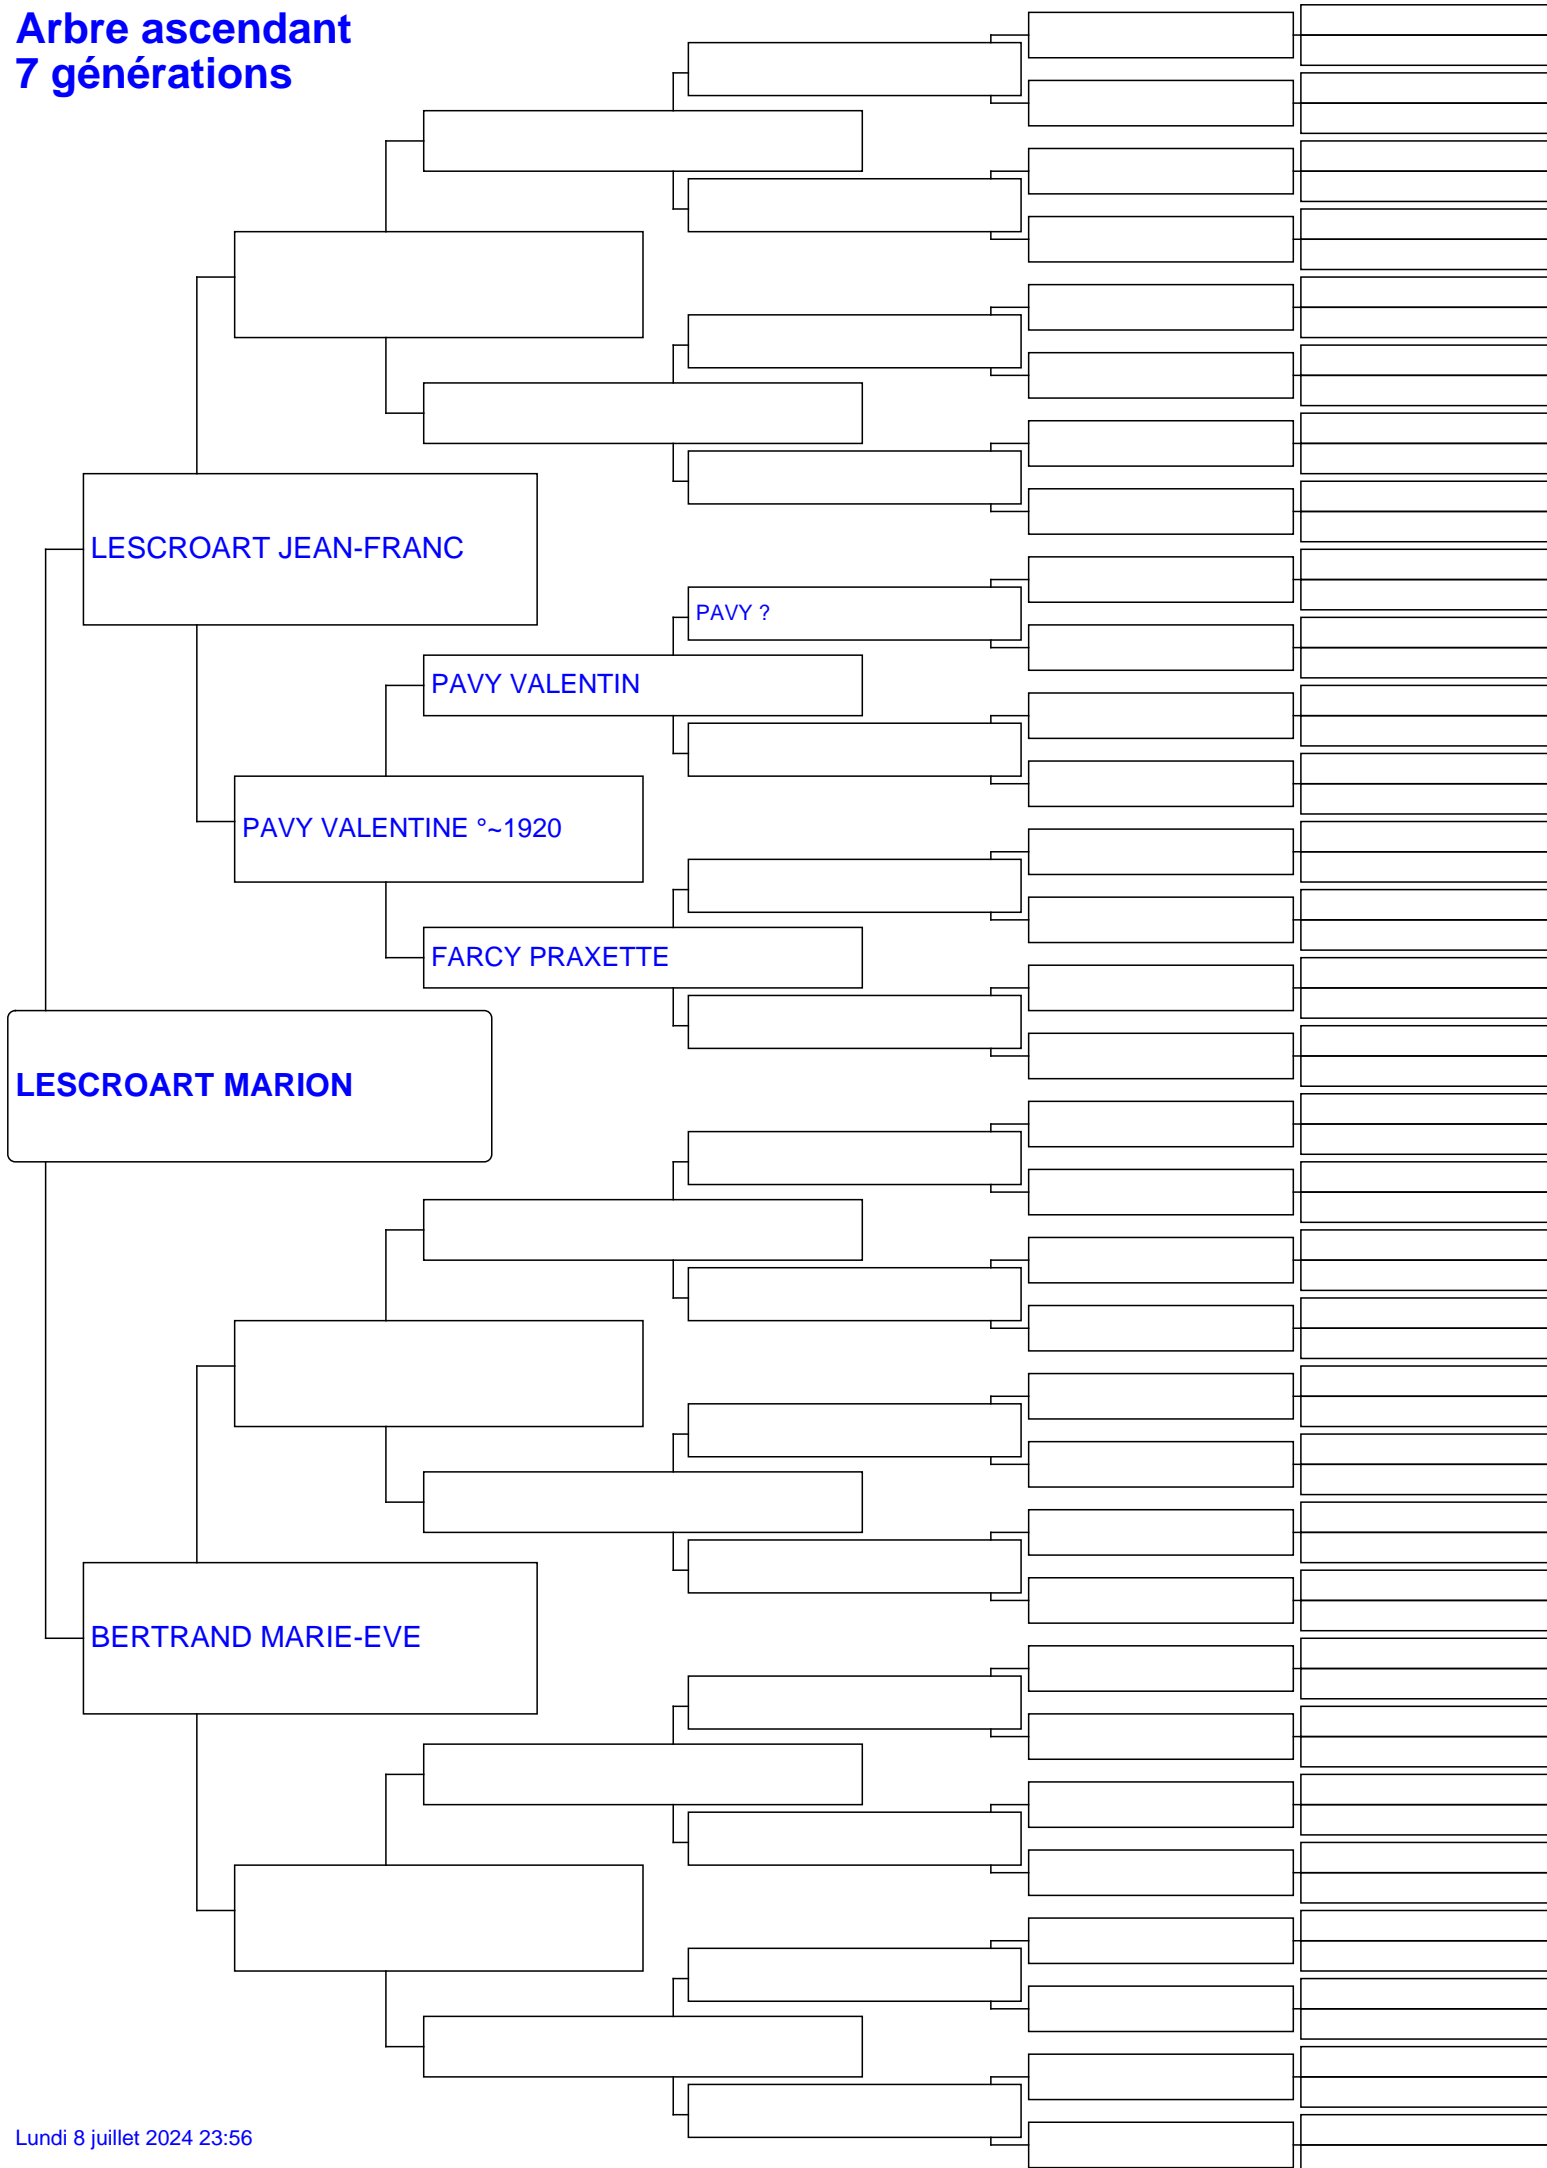 Arbre ascendant
7 générations
LESCROART JEAN-FRANC
PAVY ?
PAVY VALENTIN
PAVY VALENTINE °~1920
FARCY PRAXETTE
LESCROART MARION
BERTRAND MARIE-EVE
Lundi 8 juillet 2024 23:56